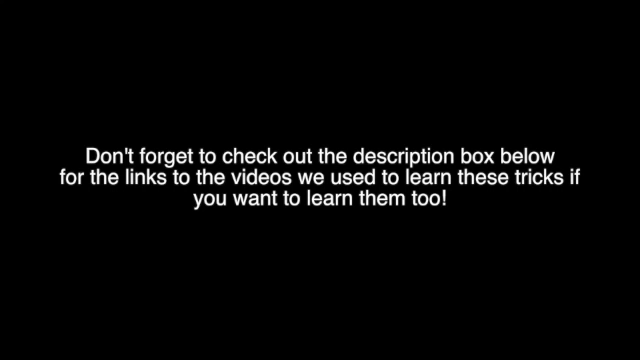 Don't forget to check out the description box below
for the links to the videos we used to learn these tricks if
you want to learn them too!